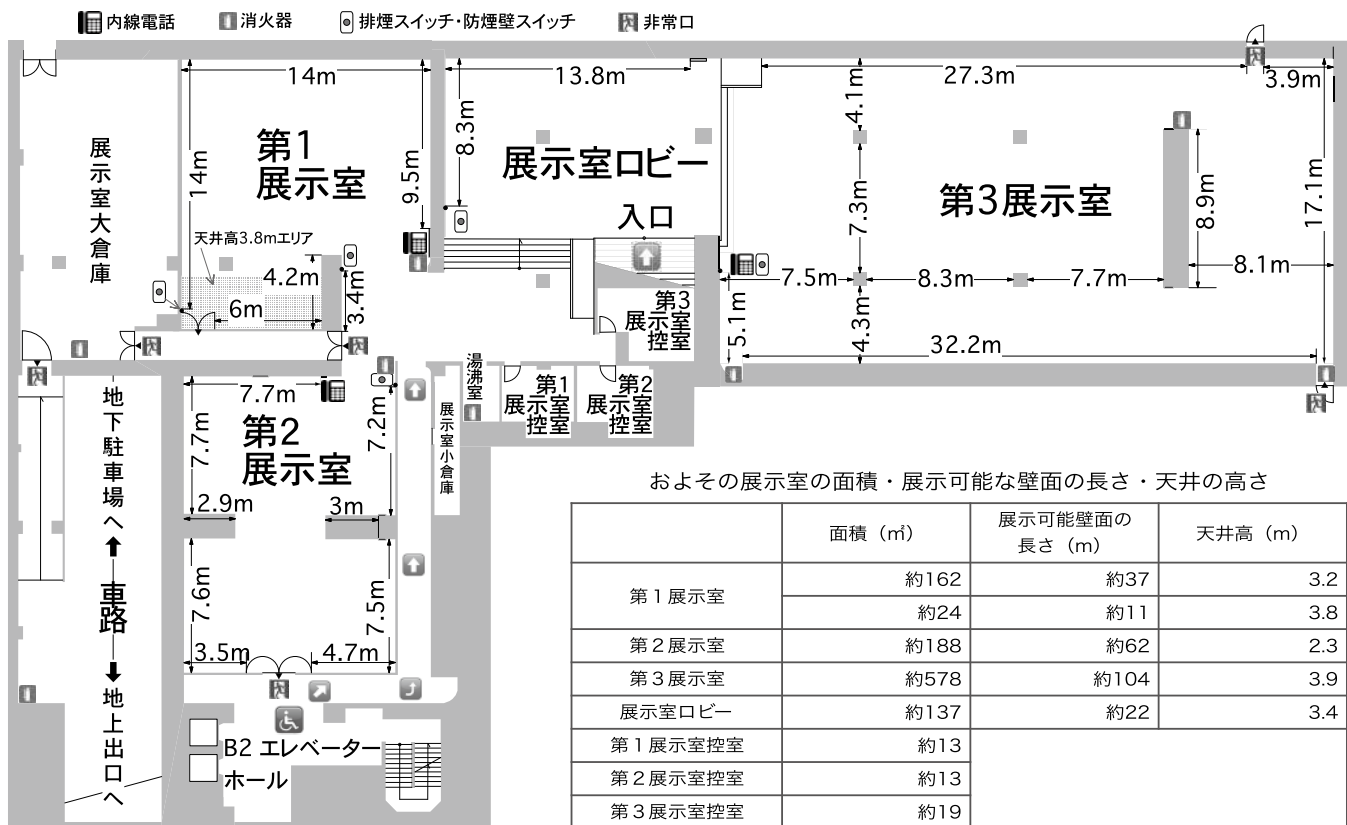 内線電話 消火器 排煙スイッチ・防煙壁スイッチ 非常口
14m
13.8m
27.3m
3.9m
展示室大倉庫
14m
第1
展示室
9.5m
8.3m
展示室ロビー
入口
4.1m
7.3m
第3展示室
8.9m
17.1m
天井高3.8mエリア
4.2m
6m
3.4m
7.5m
8.3m
7.7m
8.1m
5.1m
4.3m
32.2m
第3
展示室
控室
湯沸室
第1
展示室
控室
第2
展示室
控室
展示室小倉庫
地下駐車場へ
車路
地上出口へ
7.7m
7.7m
第2
展示室
7.2m
2.9m
3m
7.6m
7.5m
3.5m
4.7m
B2 エレベーター
ホール
およその展示室の面積・展示可能な壁面の長さ・天井の高さ
面積（㎡） 展示可能壁面の
長さ（m） 天井高（m）
第１展示室 約162 約37 3.2
約24 約11 3.8
第２展示室 約188 約62 2.3
第３展示室 約578 約104 3.9
展示室ロビー 約137 約22 3.4
第１展示室控室 約13
第２展示室控室 約13
第３展示室控室 約19